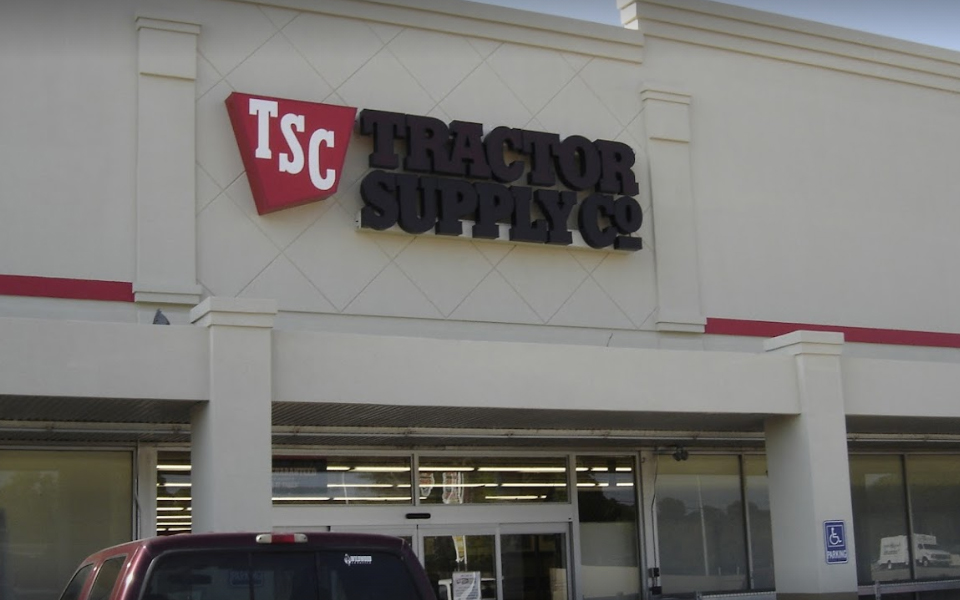 TSC
TRACTOR
SUPPLY Co
PARKING